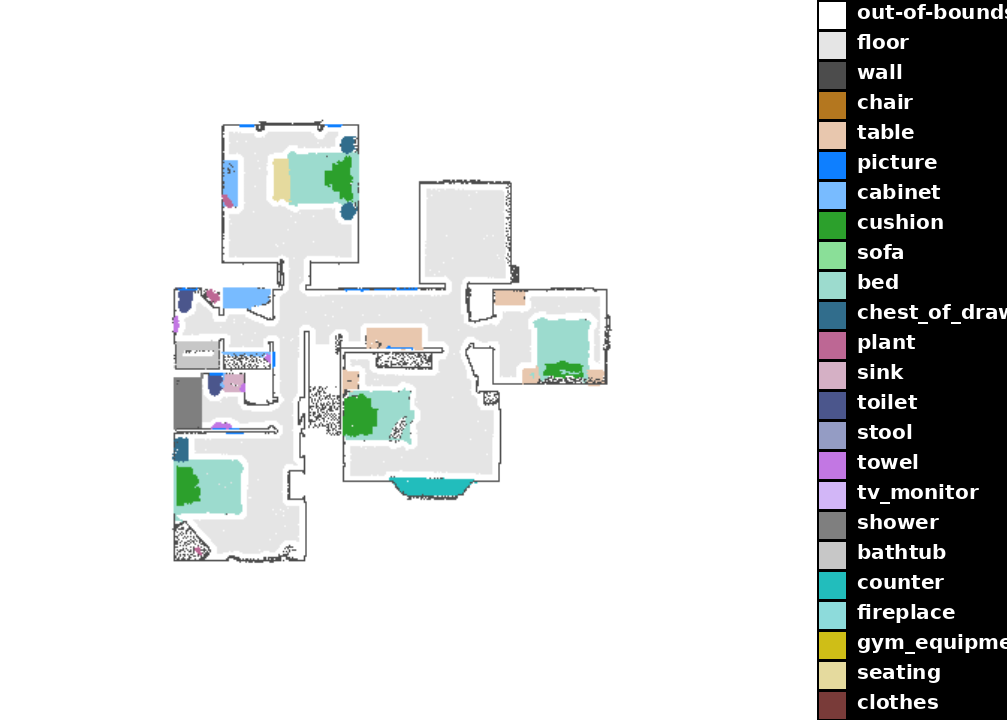 out-of-bounds
floor
wall
chair
table
picture
cabinet
cushion
sofa
bed
chest_of_draw
plant
sink
toilet
stool
towel
tv_monitor
shower
bathtub
counter
fireplace
gym_equipme
seating
clothes